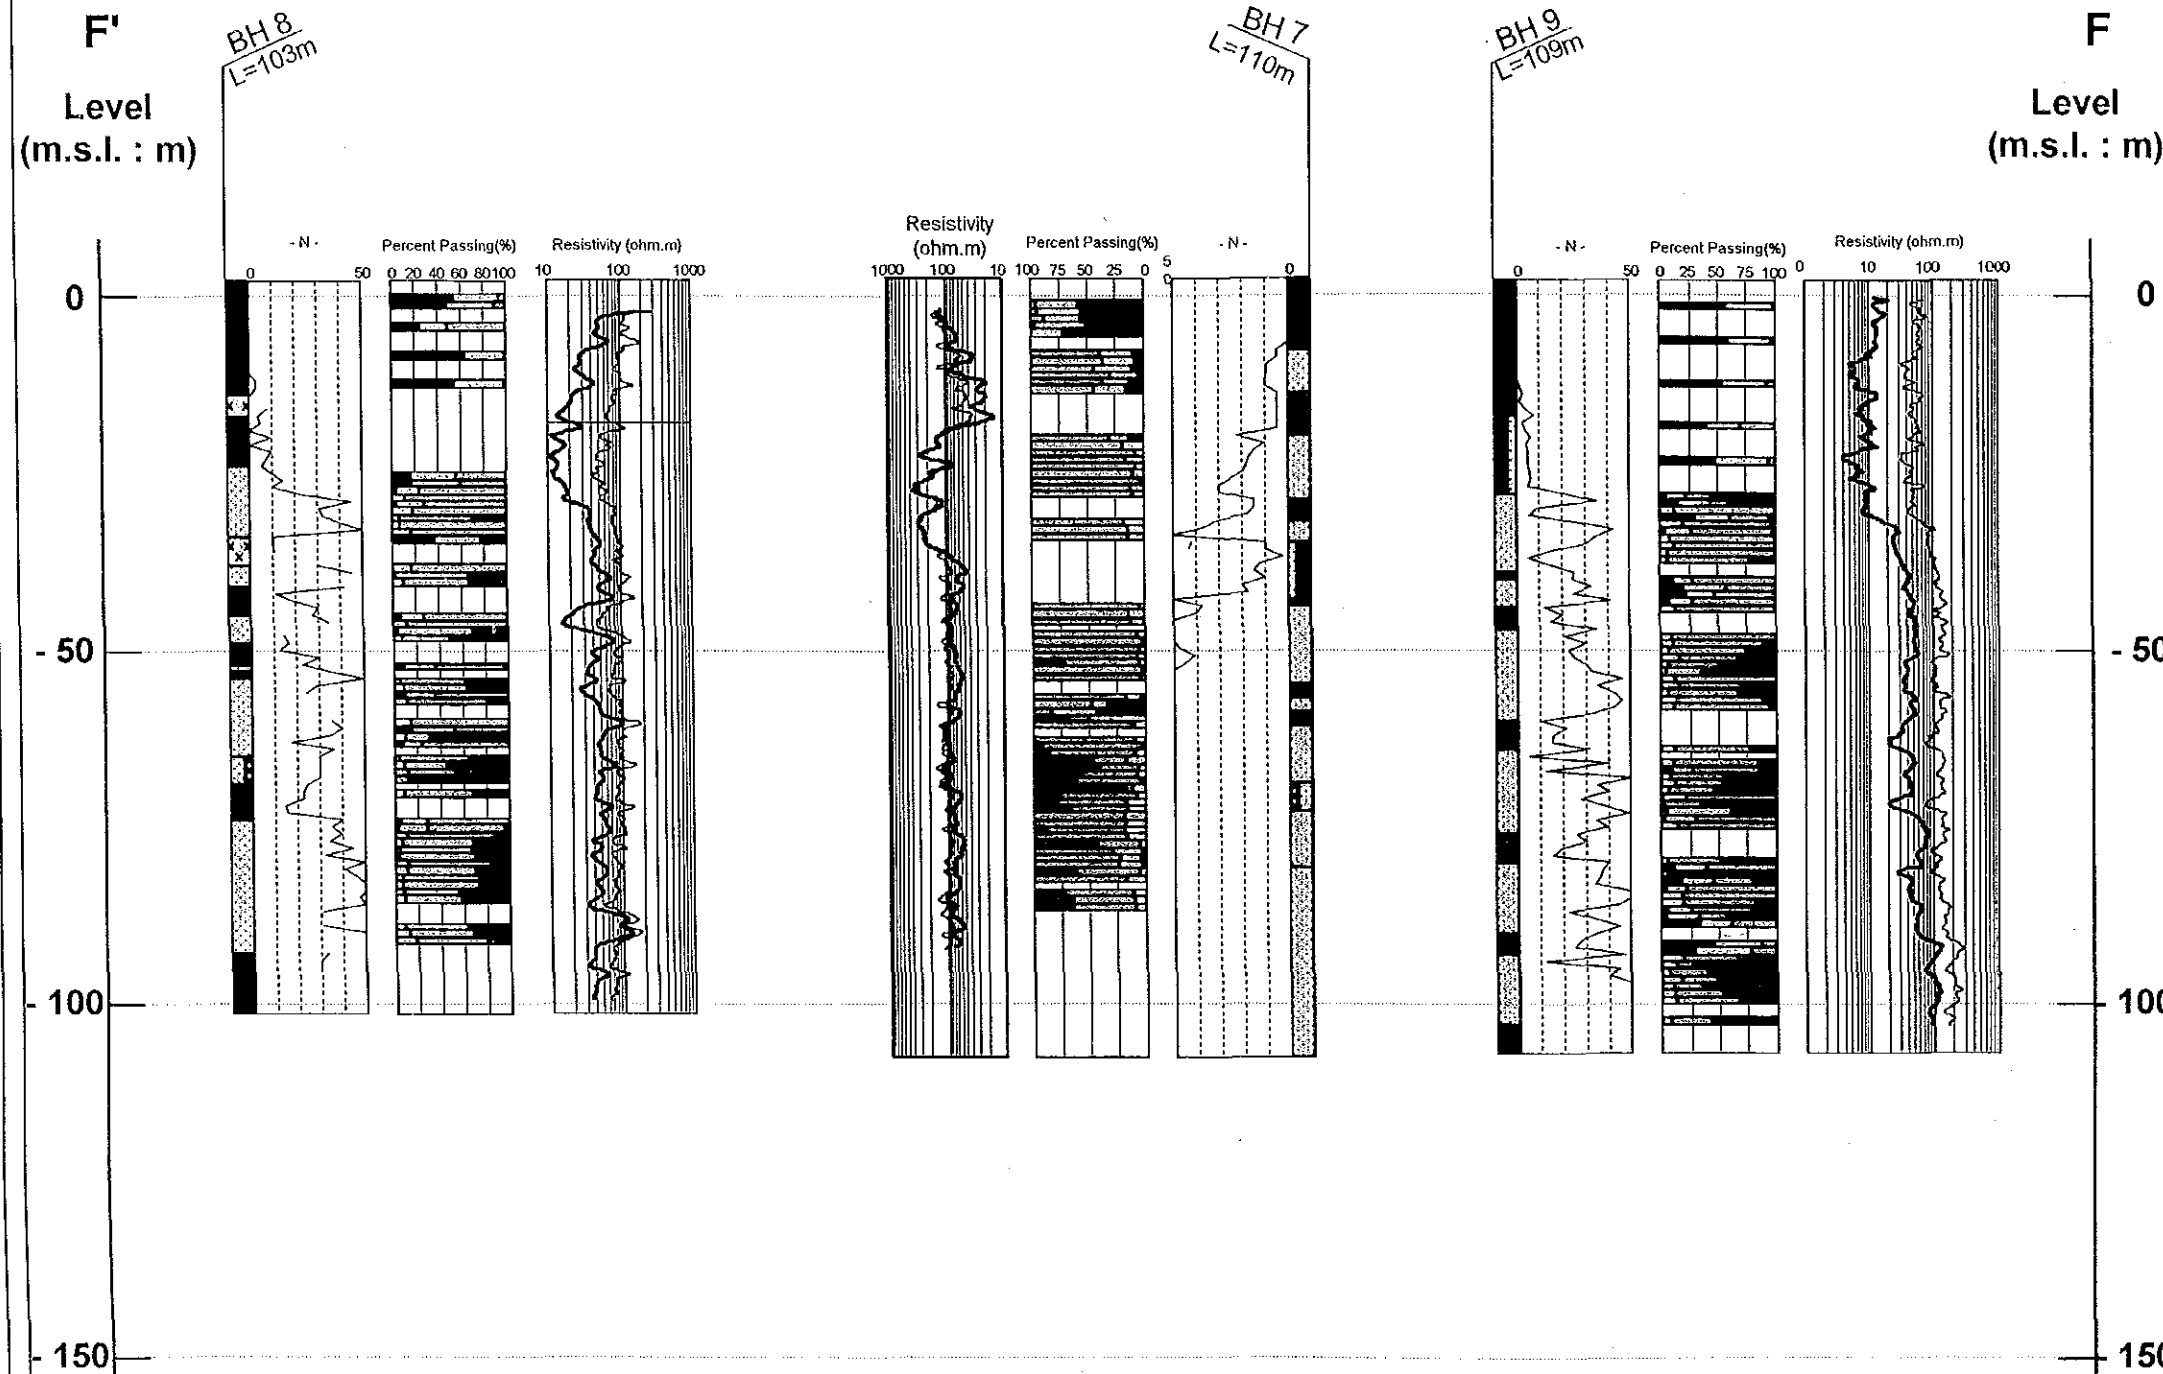 F'
BH 8
L=103m
BH 7
L=110m
BH 9
L=109m
F
Level
(m.s.l. : m)
Level
(m.s.l. : m)
- N -
Percent Passing(%)
Resistivity (ohm.m)
Resistivity
(ohm.m)
Percent Passing(%)
- N -
- N -
Percent Passing(%)
Resistivity (ohm.m)
0 50
0 20 40 60 80 100
10 100 1000
1000 100 10
100 75 50 25 0
5
0
0
0 50
0 25 50 75 100
0 10 100 1000
0
0
- 50
- 50
- 100
- 100
- 150
- 150